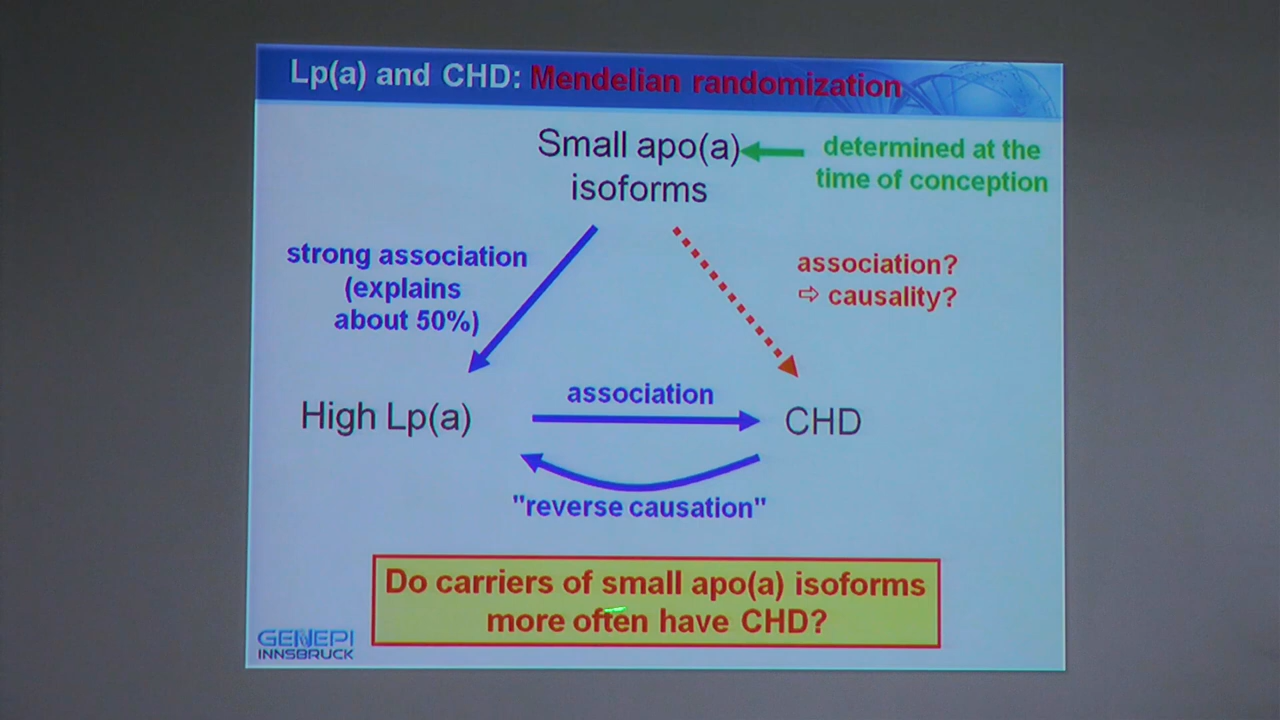 Lp(a) and CHD: Mendelian randomization
Small apo(a)
isoforms
determined at the
time of conception
strong association
(explains
about 50%)
association?
⇨ causality?
High Lp(a)
association
CHD
"reverse causation"
Do carriers of small apo(a) isoforms
more often have CHD?
GENEPI
INNSBRUCK